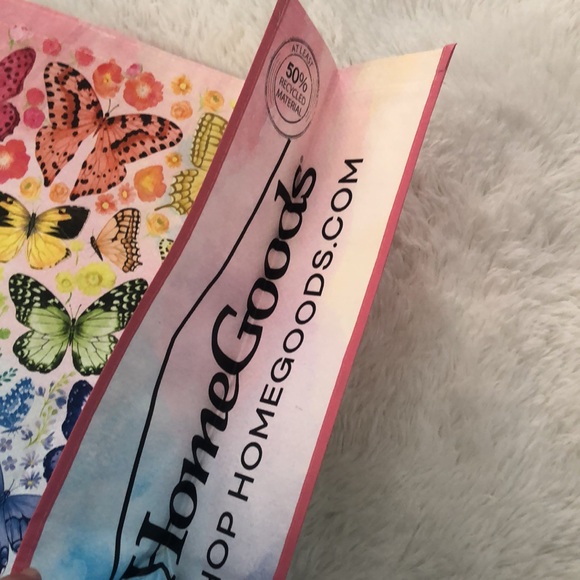 AT LEAST
50%
RECYCLED
MATERIAL
HomeGoods
HOP HOMEGOODS.COM